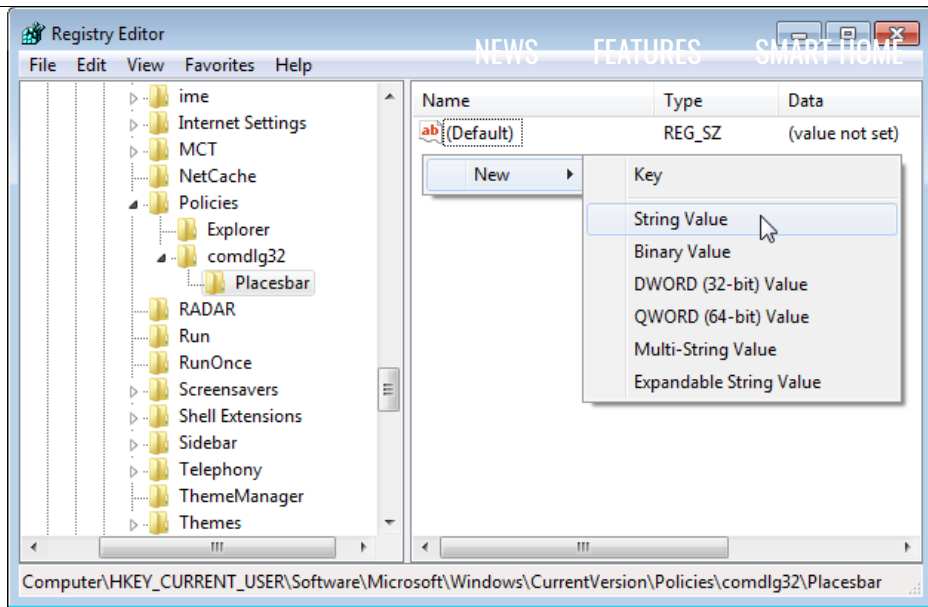 Registry Editor
NEWS FEATURES SMART HOME
File Edit View Favorites Help
ime
Internet Settings
MCT
NetCache
Policies
Explorer
comdlg32
Placesbar
RADAR
Run
RunOnce
Screensavers
Shell Extensions
Sidebar
Telephony
ThemeManager
Themes
Name Type Data
ab (Default) REG_SZ (value not set)
New
Key
String Value
Binary Value
DWORD (32-bit) Value
QWORD (64-bit) Value
Multi-String Value
Expandable String Value
Computer\HKEY_CURRENT_USER\Software\Microsoft\Windows\CurrentVersion\Policies\comdlg32\Placesbar